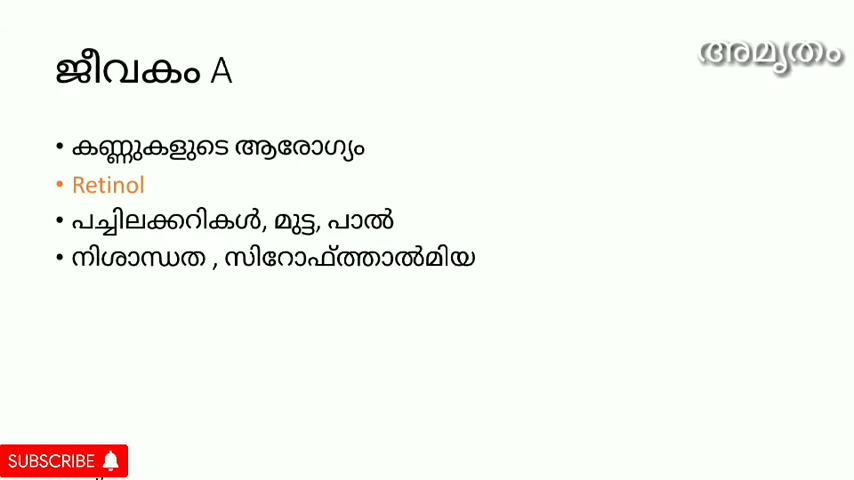 അമൃതം
ജീവകം A
• കണ്ണുകളുടെ ആരോഗ്യം
• Retinol
• പച്ചിലക്കറികൾ, മുട്ട, പാൽ
• നിശാന്ധത , സിറോഫ്ത്താൽമിയ
SUBSCRIBE